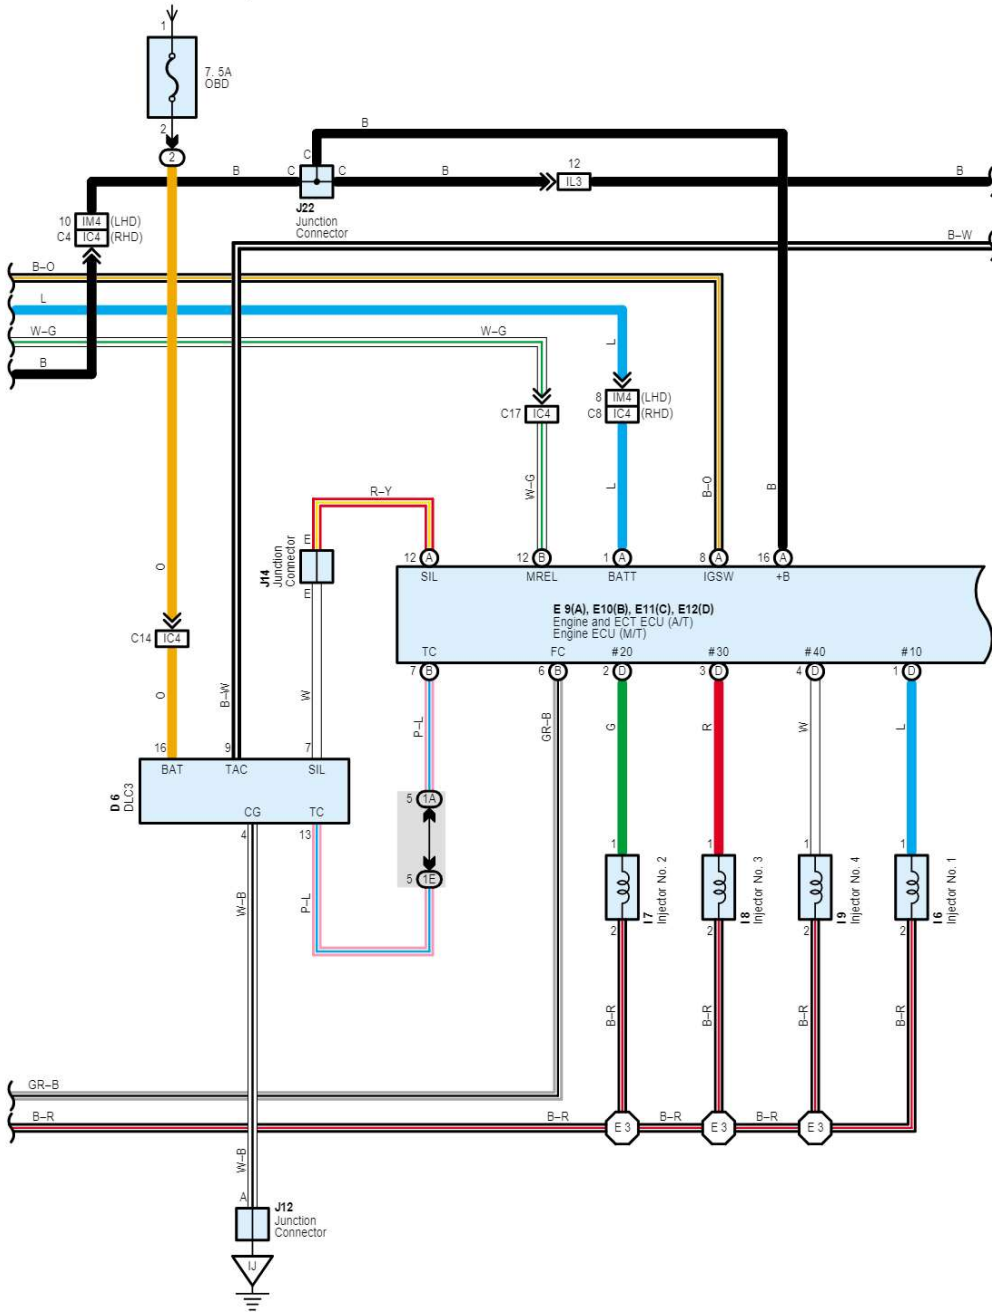 1
7. 5A
OBD
2
2
B
B
C
C
C
B
12
IL3
B
J22
Junction
Connector
10 IM4 (LHD)
C4 IC4 (RHD)
B–W
B–O
L
W–G
W–G
B
L
8 IM4 (LHD)
C17 IC4
C8 IC4 (RHD)
R–Y
W–G
L
B–O
B
E
J14
Junction
Connector
E
12 A
12 B
1 A
8 A
16 A
SIL
MREL
BATT
IGSW
+B
O
E 9(A), E10(B), E11(C), E12(D)
Engine and ECT ECU (A/T)
Engine ECU (M/T)
C14 IC4
TC
FC
#20
#30
#40
#10
7 B
6 B
2 D
3 D
4 D
1 D
O
B–W
W
P–L
GR–B
G
R
W
L
16
9
7
BAT
TAC
SIL
D 6
DLC3
CG
TC
4
13
5 1A
5 1E
1
1
1
1
I7
Injector No. 2
I8
Injector No. 3
I9
Injector No. 4
I6
Injector No. 1
2
2
2
2
W–B
P–L
B–R
B–R
B–R
B–R
GR–B
B–R
B–R
E 3
B–R
E 3
B–R
E 3
W–B
A
J12
Junction
Connector
IJ